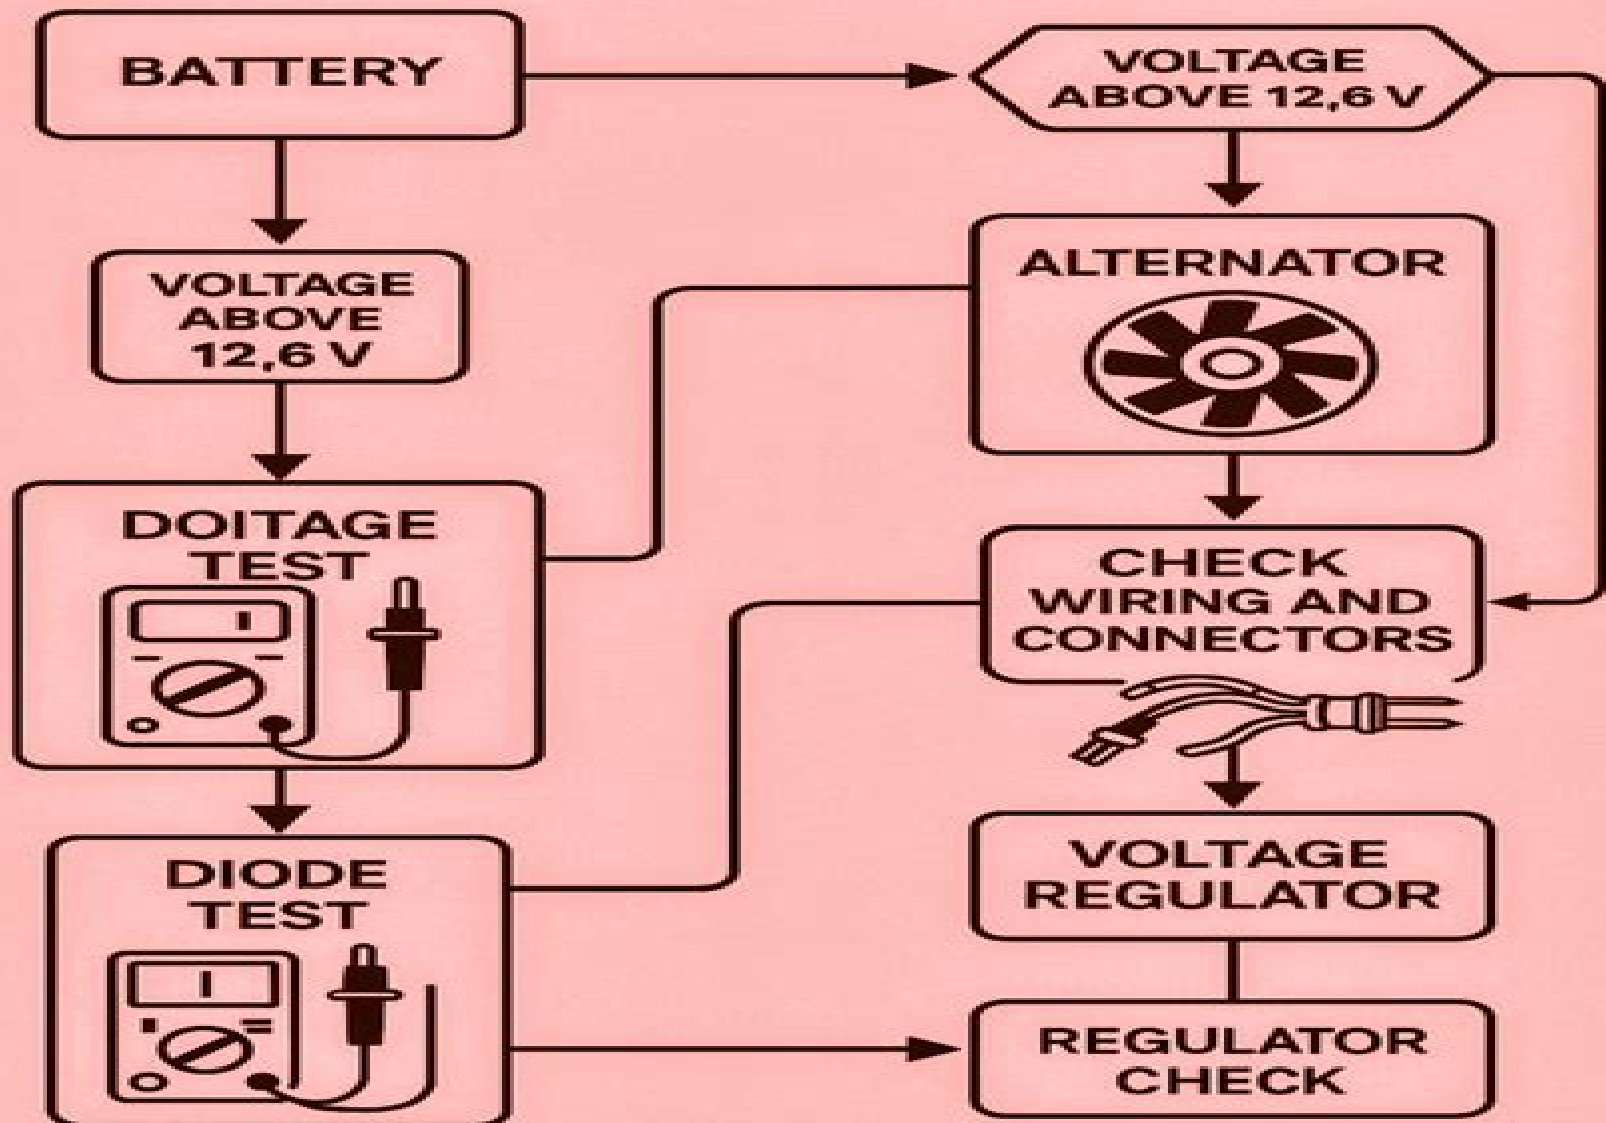 BATTERY
VOLTAGE
ABOVE
12,6 V
DOITAGE
TEST
DIODE
TEST
VOLTAGE
ABOVE 12,6 V
ALTERNATOR
CHECK
WIRING AND
CONNECTORS
VOLTAGE
REGULATOR
REGULATOR
CHECK